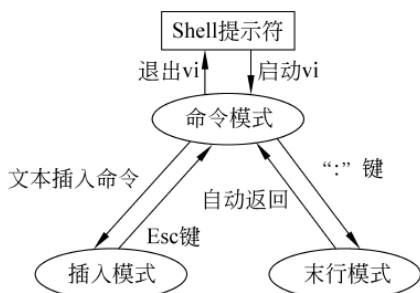 Shell提示符
退出vi 启动vi
命令模式
文本插入命令 “:” 键
自动返回
Esc键
插入模式 末行模式